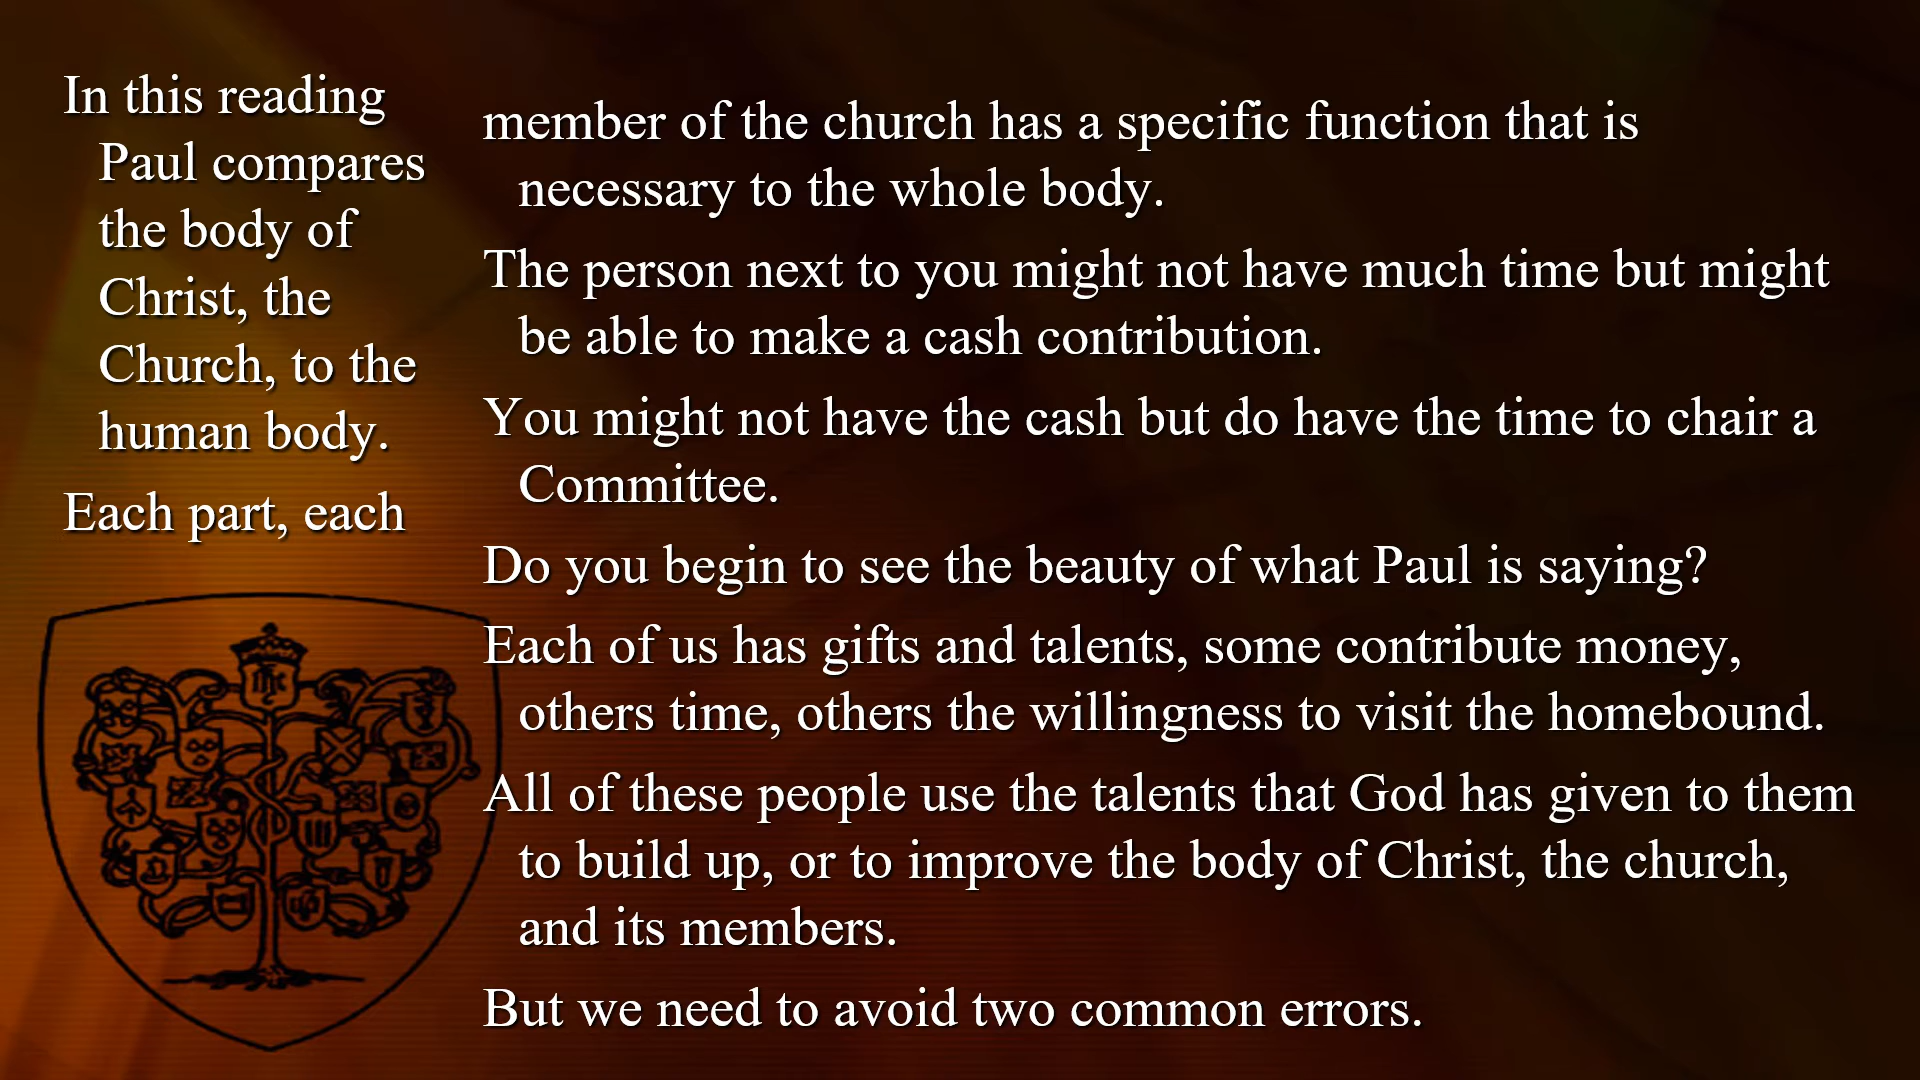 In this reading
Paul compares
the body of
Christ, the
Church, to the
human body.
Each part, each
member of the church has a specific function that is
necessary to the whole body.
The person next to you might not have much time but might
be able to make a cash contribution.
You might not have the cash but do have the time to chair a
Committee.
Do you begin to see the beauty of what Paul is saying?
Each of us has gifts and talents, some contribute money,
others time, others the willingness to visit the homebound.
All of these people use the talents that God has given to them
to build up, or to improve the body of Christ, the church,
and its members.
But we need to avoid two common errors.